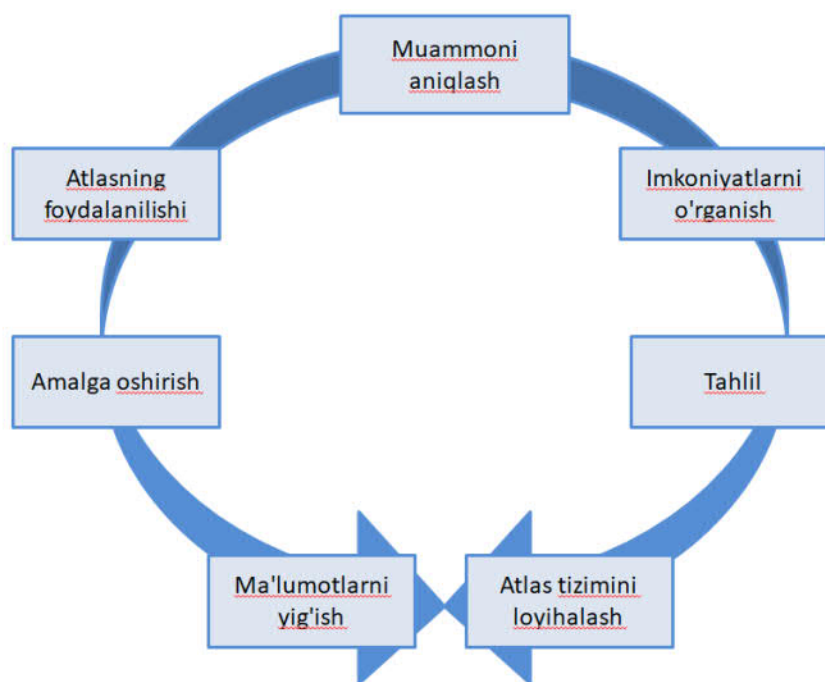 Muammoni
aniqlash
Imkoniyatlarni
o'rganish
Tahlil
Atlas tizimini
loyihalash
Ma'lumotlarni
yig'ish
Amalga oshirish
Atlasning
foydalanilishi